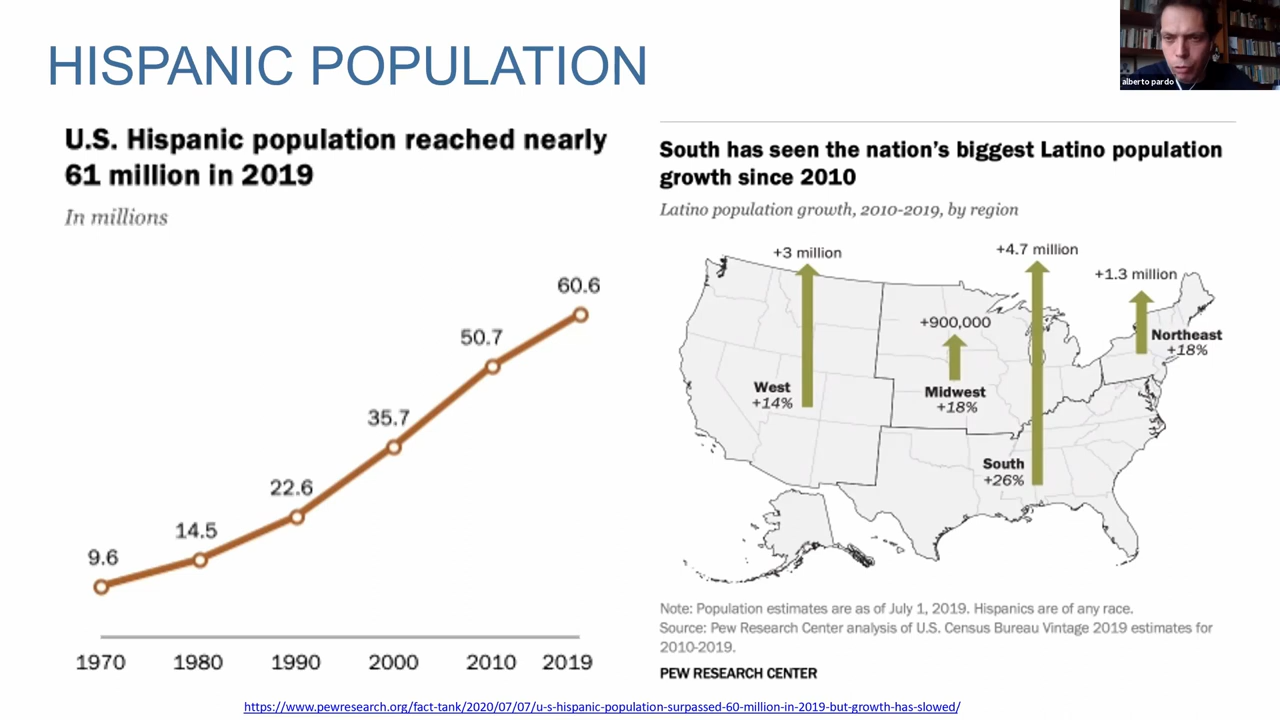 HISPANIC POPULATION
alberto pardo
U.S. Hispanic population reached nearly
61 million in 2019
In millions
60.6
50.7
35.7
22.6
14.5
9.6
1970 1980 1990 2000 2010 2019
South has seen the nation's biggest Latino population
growth since 2010
Latino population growth, 2010-2019, by region
+3 million
+4.7 million
+1.3 million
+900,000
Northeast
+18%
West
+14%
Midwest
+18%
South
+26%
Note: Population estimates are as of July 1, 2019. Hispanics are of any race.
Source: Pew Research Center analysis of U.S. Census Bureau Vintage 2019 estimates for
2010-2019.
PEW RESEARCH CENTER
https://www.pewresearch.org/fact-tank/2020/07/07/u-s-hispanic-population-surpassed-60-million-in-2019-but-growth-has-slowed/